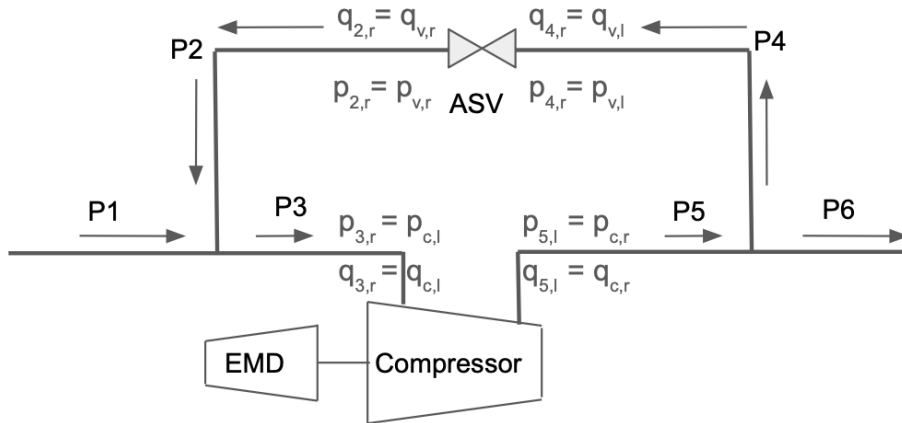 q2,r = qv,r
q4,r = qv,l
P2
P4
p2,r = pv,r
ASV
p4,r = pv,l
P1
P3
p3,r = pc,l
p5,l = pc,r
P5
P6
q3,r = qc,l
q5,l = qc,r
EMD
Compressor